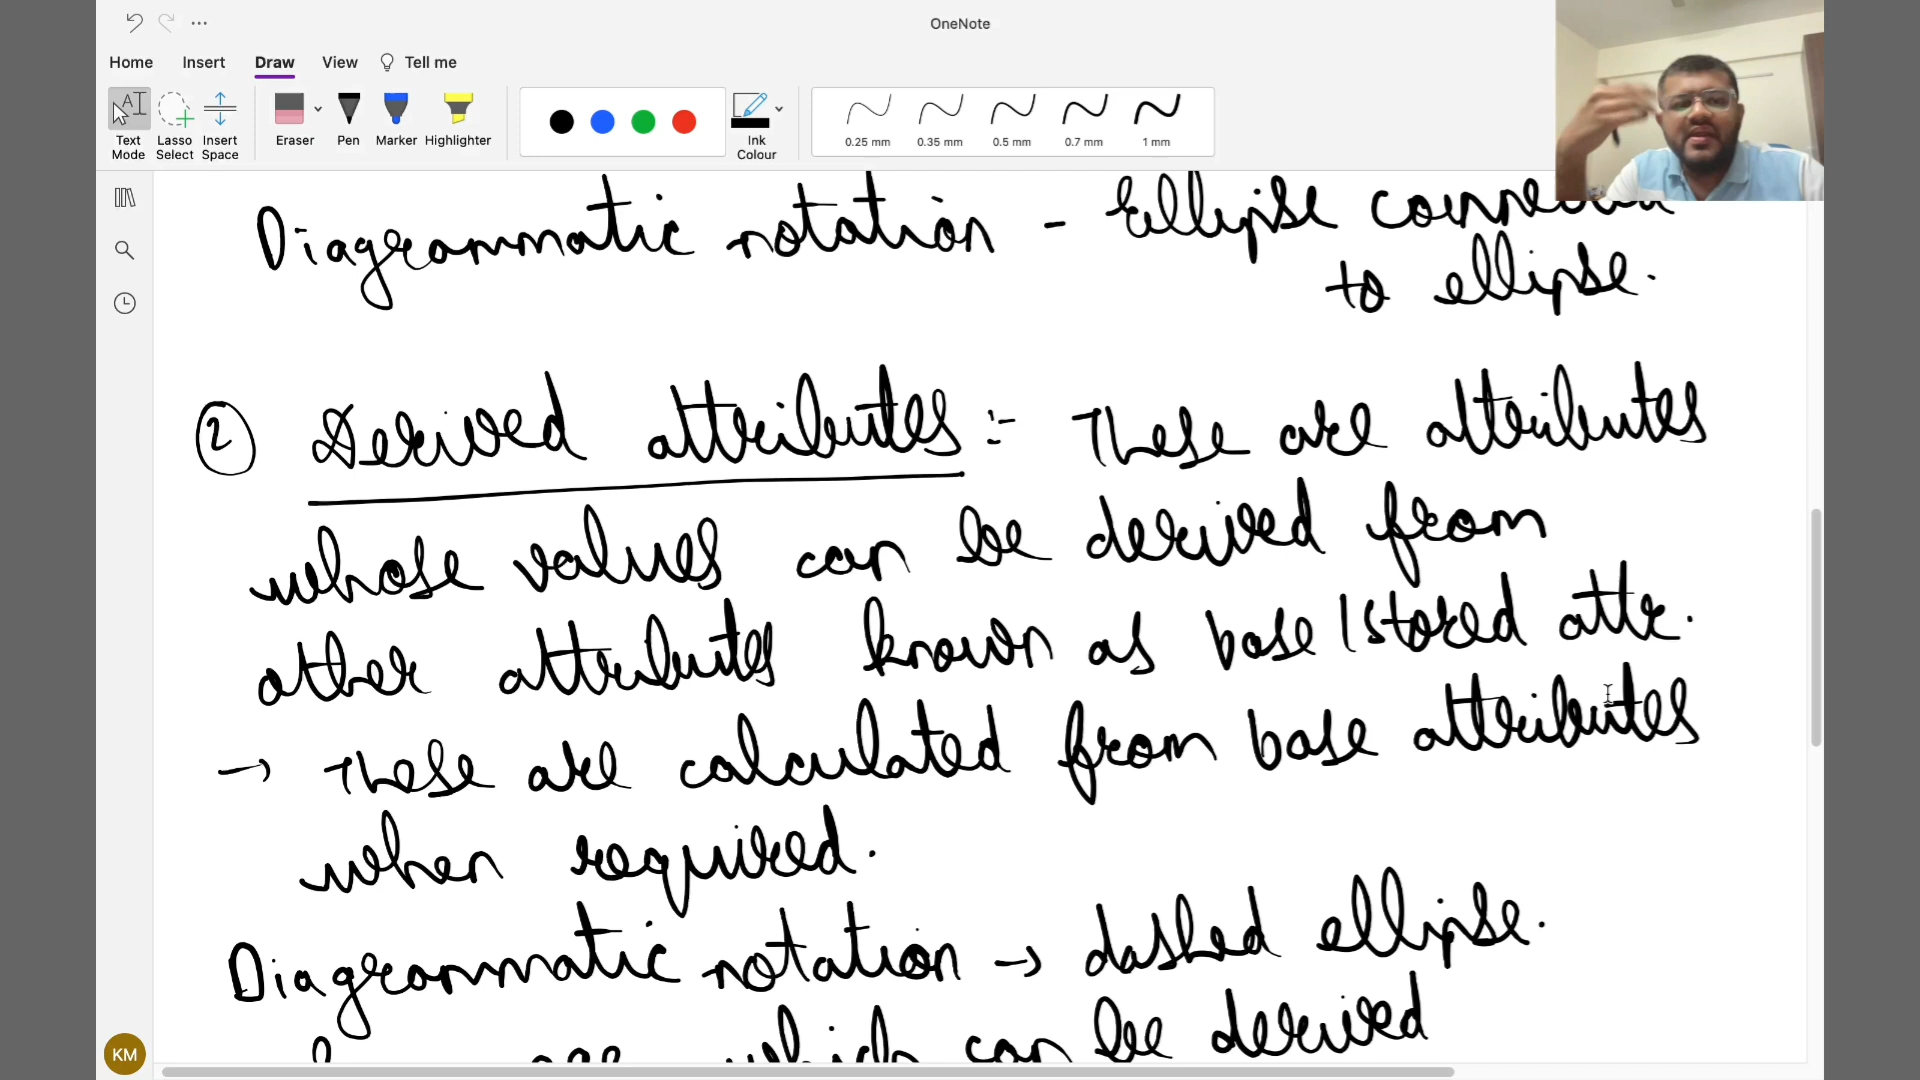 OneNote
Home Insert Draw View Tell me
Text Mode
Lasso Select
Insert Space
Eraser
Pen
Marker
Highlighter
Ink Colour
0.25 mm
0.35 mm
0.5 mm
0.7 mm
1 mm
Diagrammatic notation - Ellipse
to ellipse.
2 Derived attributes :- These are attributes
whose values can be derived from
other attributes known as base/stored attr.
→ These are calculated from base attributes
when required.
Diagrammatic notation → dashed ellipse.
which can be derived
KM